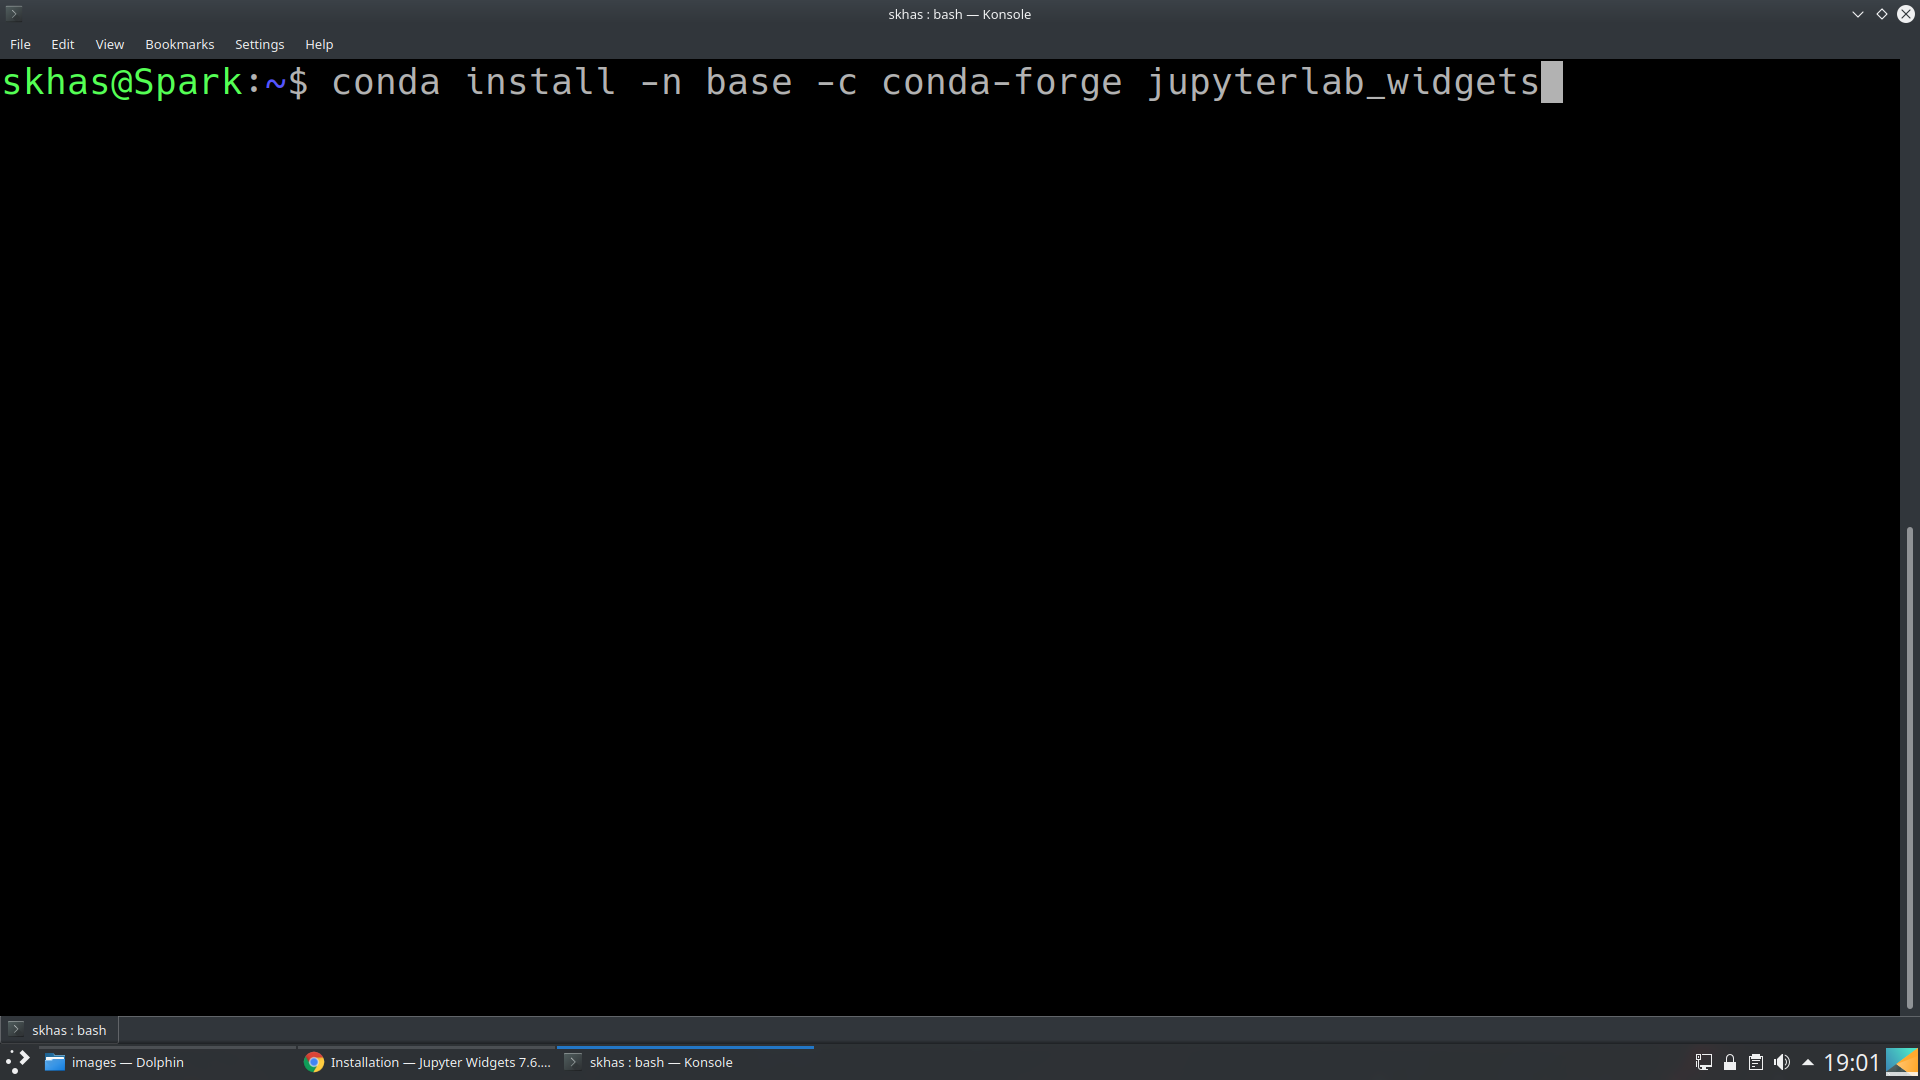 skhas : bash — Konsole
File Edit View Bookmarks Settings Help
skhas@Spark:~$ conda install -n base -c conda-forge jupyterlab_widgets
skhas : bash
images — Dolphin Installation — Jupyter Widgets 7.6.... skhas : bash — Konsole 19:01